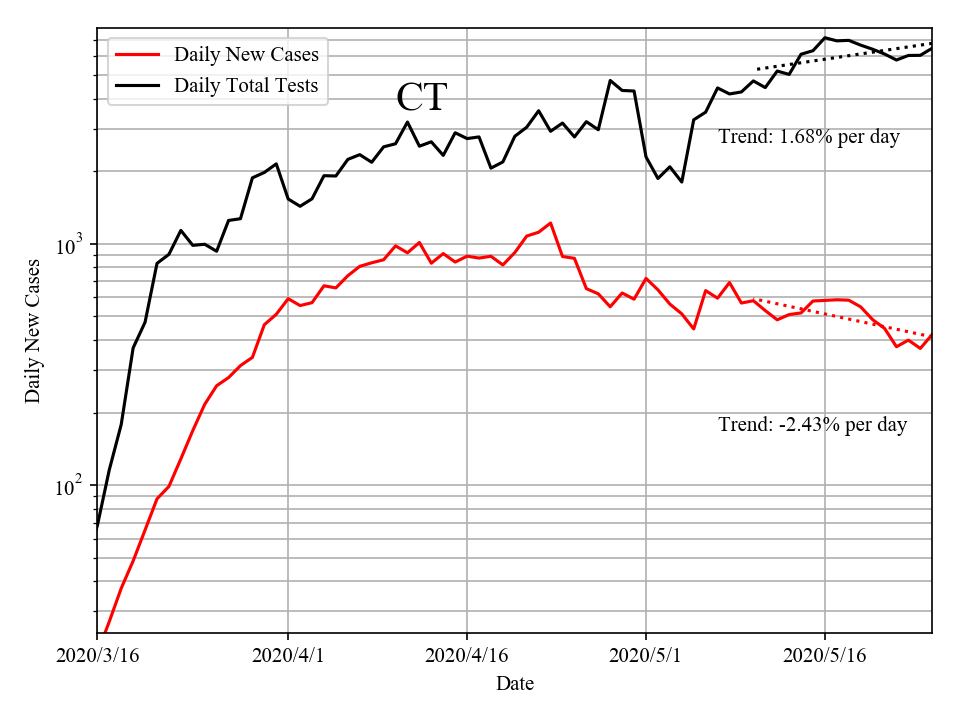 Daily New Cases
Daily Total Tests
CT
Trend: 1.68% per day
10^3
Daily New Cases
Trend: -2.43% per day
10^2
2020/3/16
2020/4/1
2020/4/16
2020/5/1
2020/5/16
Date